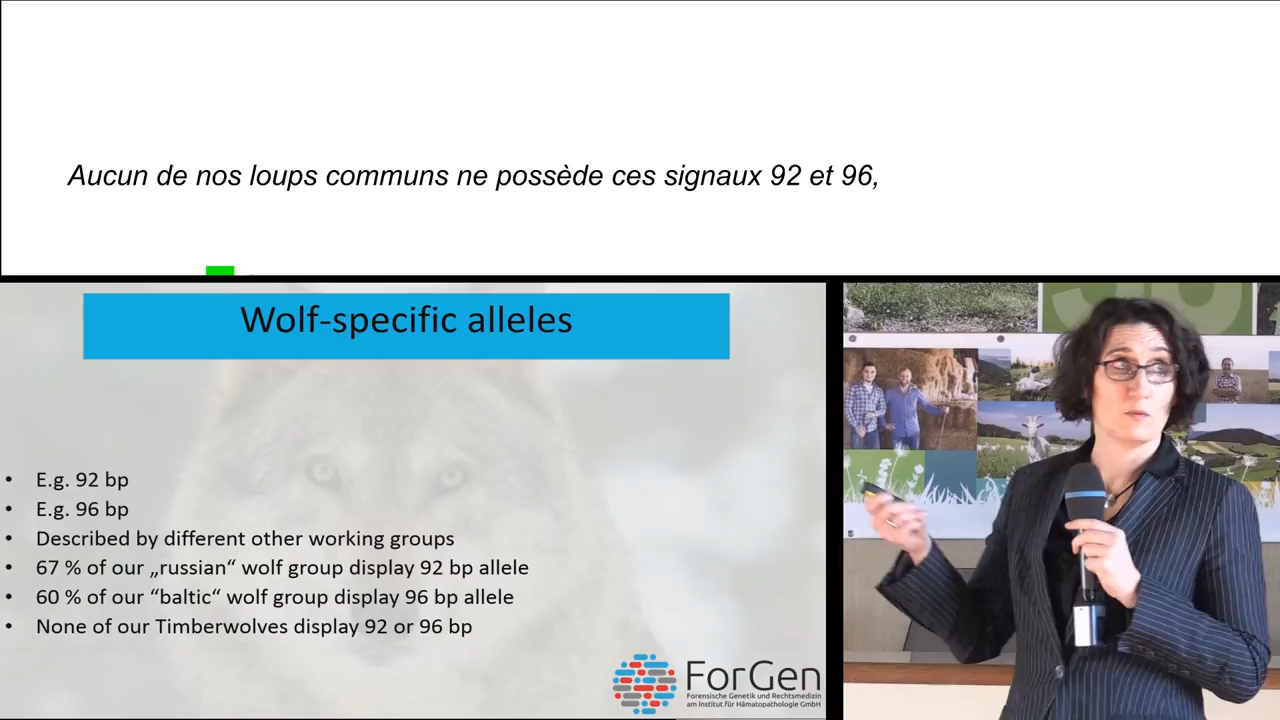 Aucun de nos loups communs ne possède ces signaux 92 et 96,
Wolf-specific alleles
• E.g. 92 bp
• E.g. 96 bp
• Described by different other working groups
• 67 % of our „russian“ wolf group display 92 bp allele
• 60 % of our “baltic“ wolf group display 96 bp allele
• None of our Timberwolves display 92 or 96 bp
ForGen
Forensische Genetik und Rechtsmedizin
am Institut für Hämatopathologie GmbH